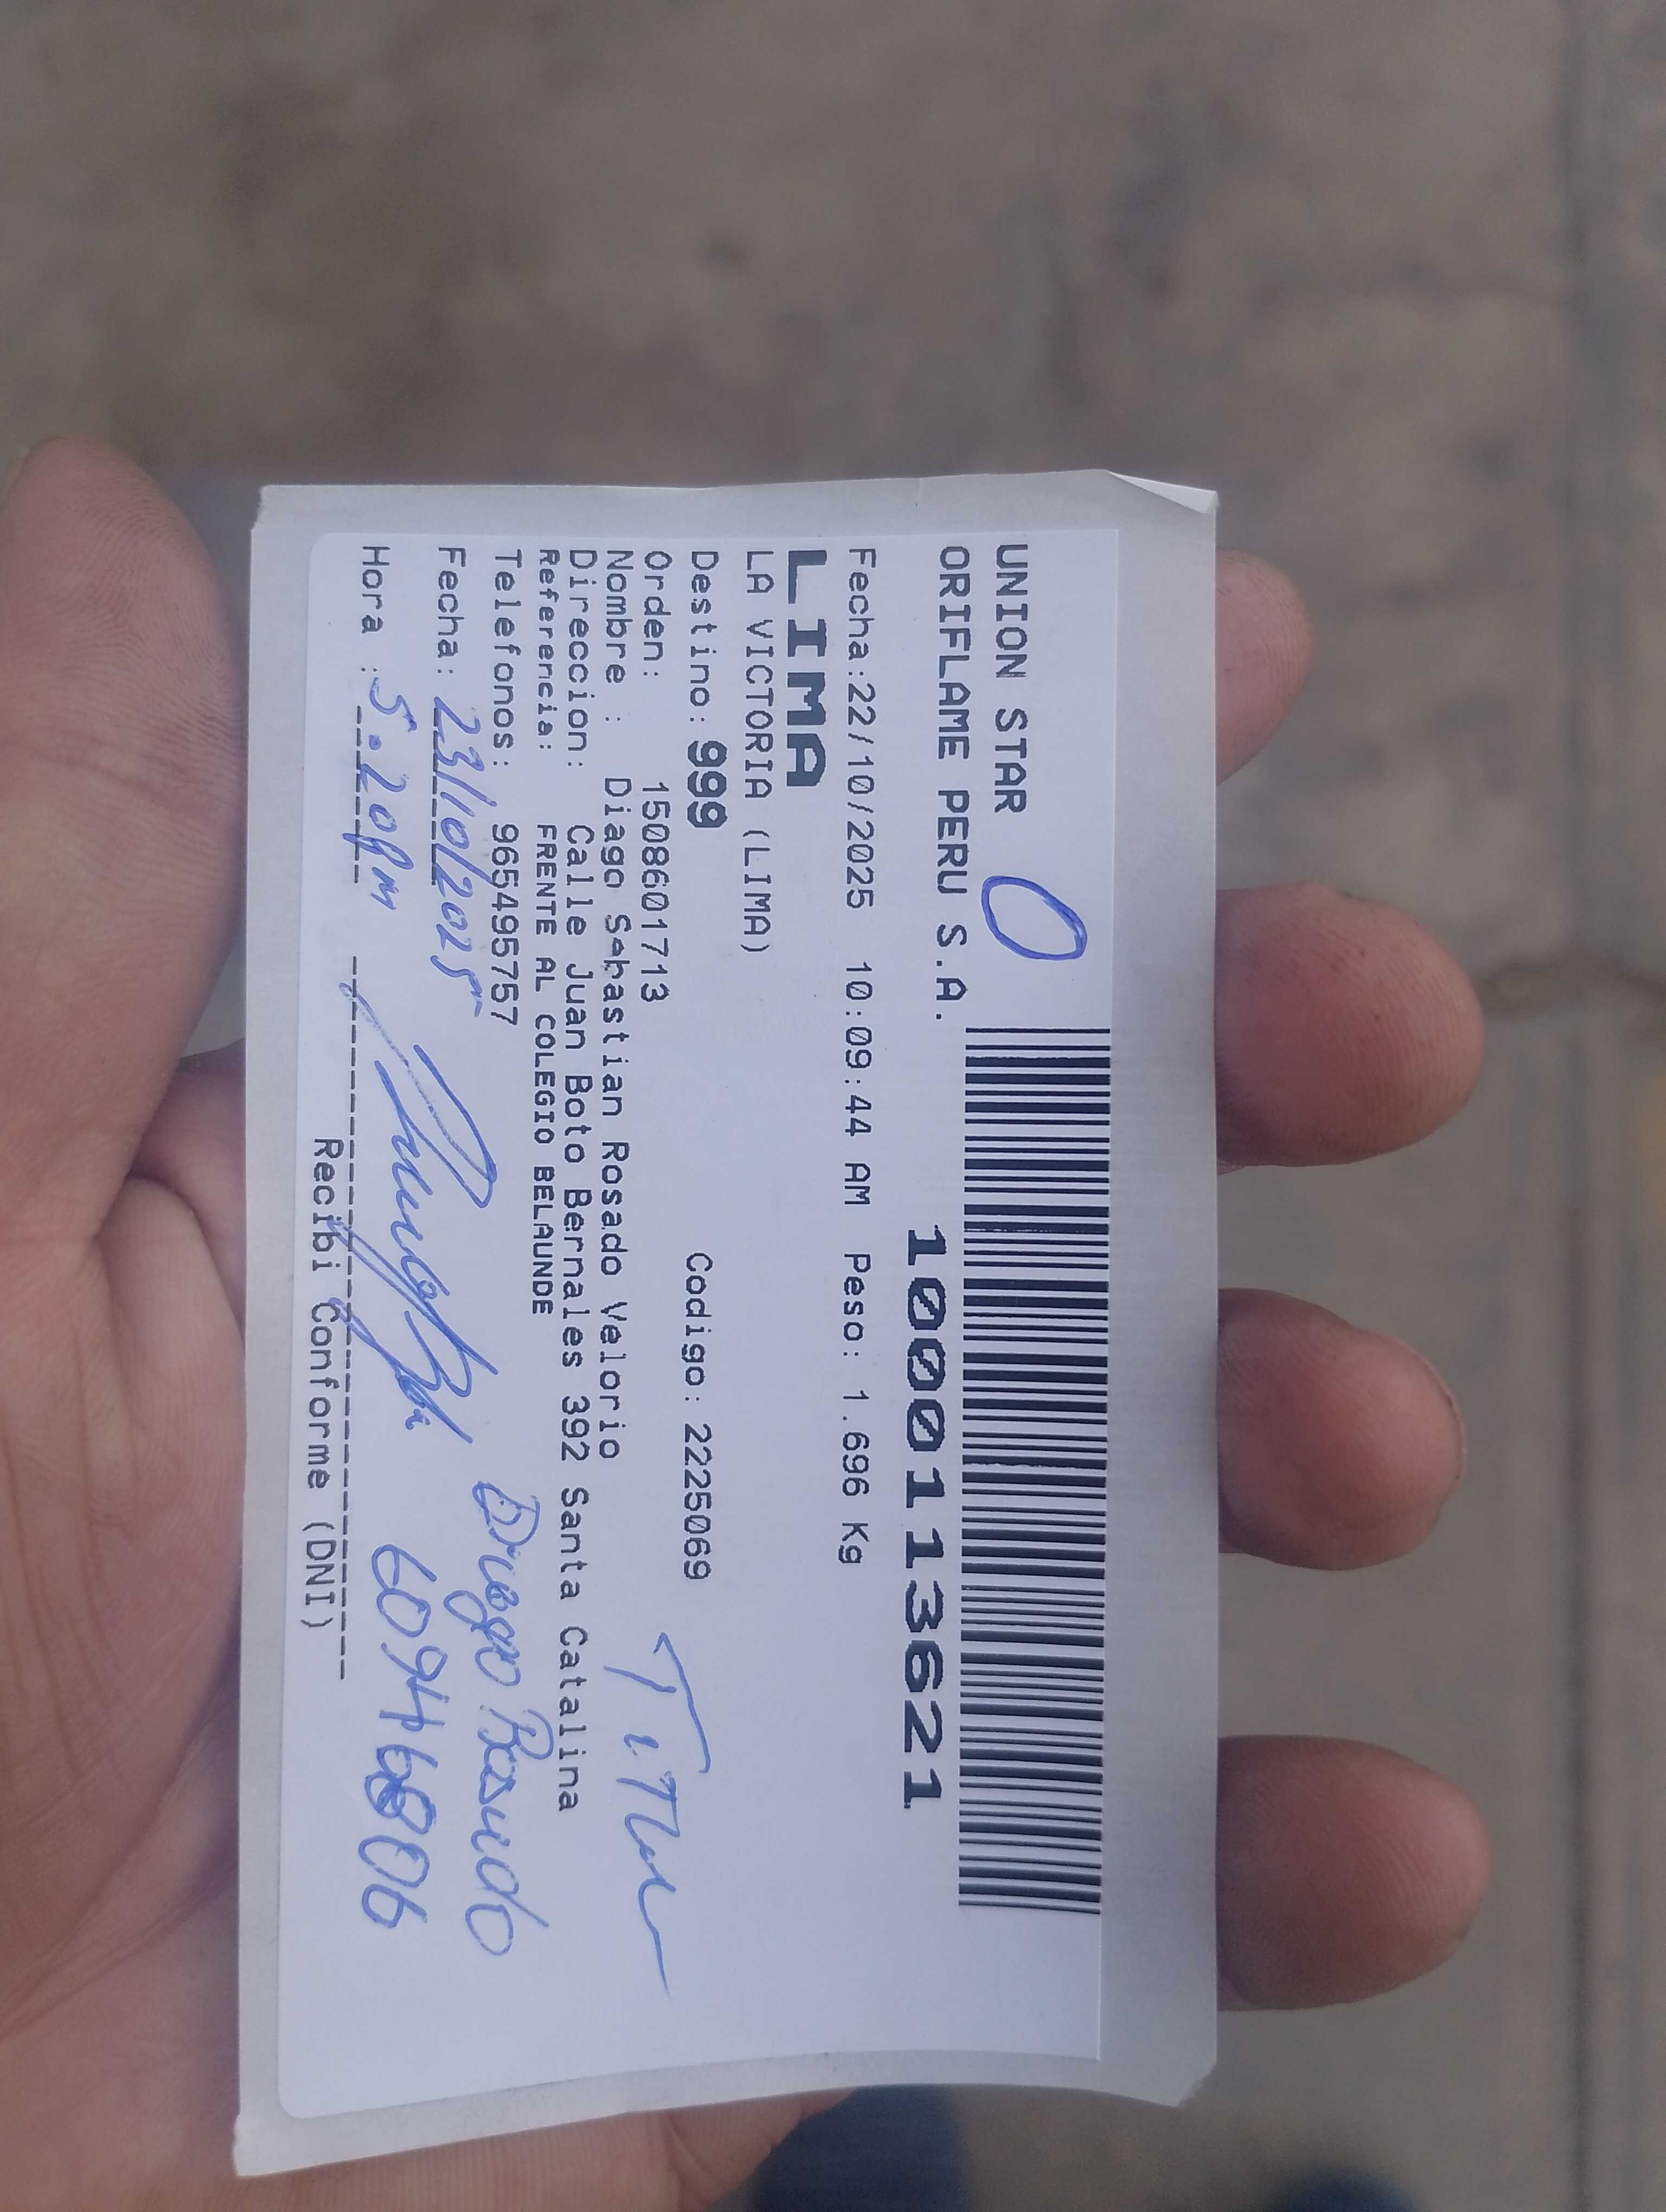 UNION STAR
ORIFLAME PERU S.A.
10001136621
Fecha:22/10/2025 10:09:44 AM Peso: 1.696 Kg
LIMA
LA VICTORIA (LIMA)
Destino: 999 Codigo: 2225069
Orden: 1508601713
Nombre : Diago Sebastian Rosado Velorio
Direccion: Calle Juan Boto Bernales 392 Santa Catalina
Referencia: FRENTE AL COLEGIO BELAUNDE
Telefonos: 965495757
Fecha: 23/10/2025 Diego Rosado
Hora : 5:20pm 60946806
Recibi Conforme (DNI)